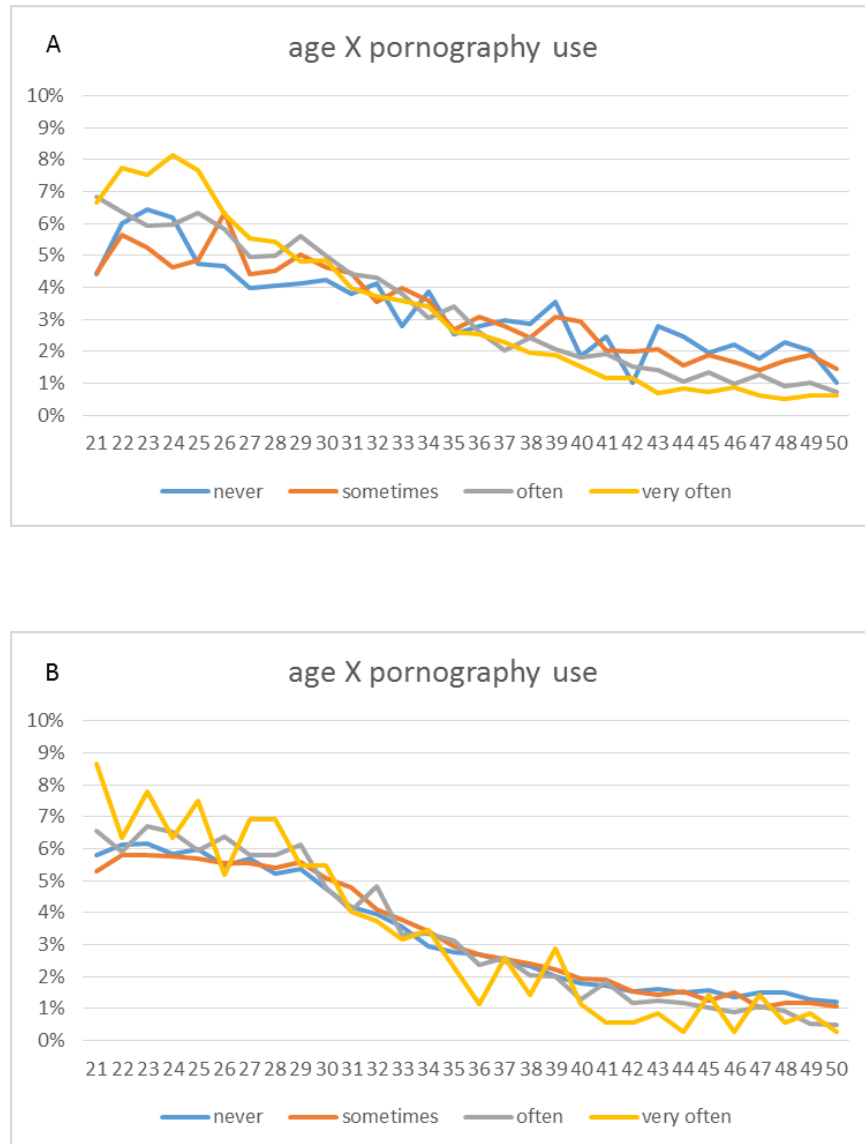 A
age X pornography use
10%
9%
8%
7%
6%
5%
4%
3%
2%
1%
0%
21 22 23 24 25 26 27 28 29 30 31 32 33 34 35 36 37 38 39 40 41 42 43 44 45 46 47 48 49 50
never sometimes often very often
B
age X pornography use
10%
9%
8%
7%
6%
5%
4%
3%
2%
1%
0%
21 22 23 24 25 26 27 28 29 30 31 32 33 34 35 36 37 38 39 40 41 42 43 44 45 46 47 48 49 50
never sometimes often very often